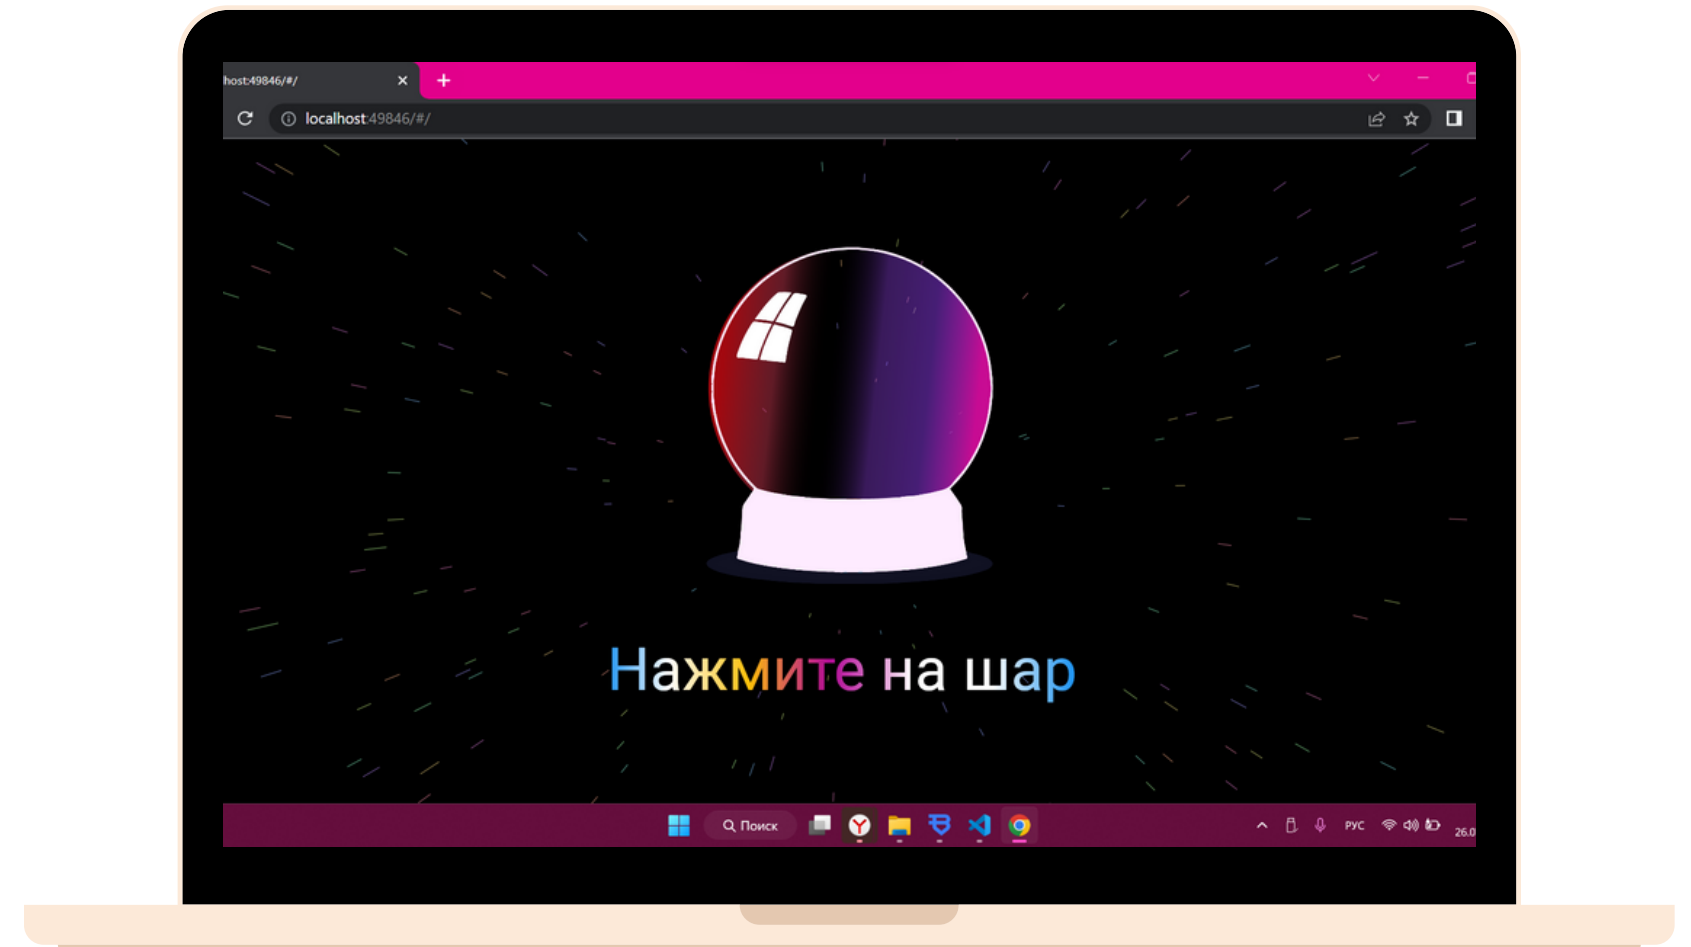 host:49846/#/
localhost:49846/#/
Нажмите на шар
Поиск
РУС
26.0